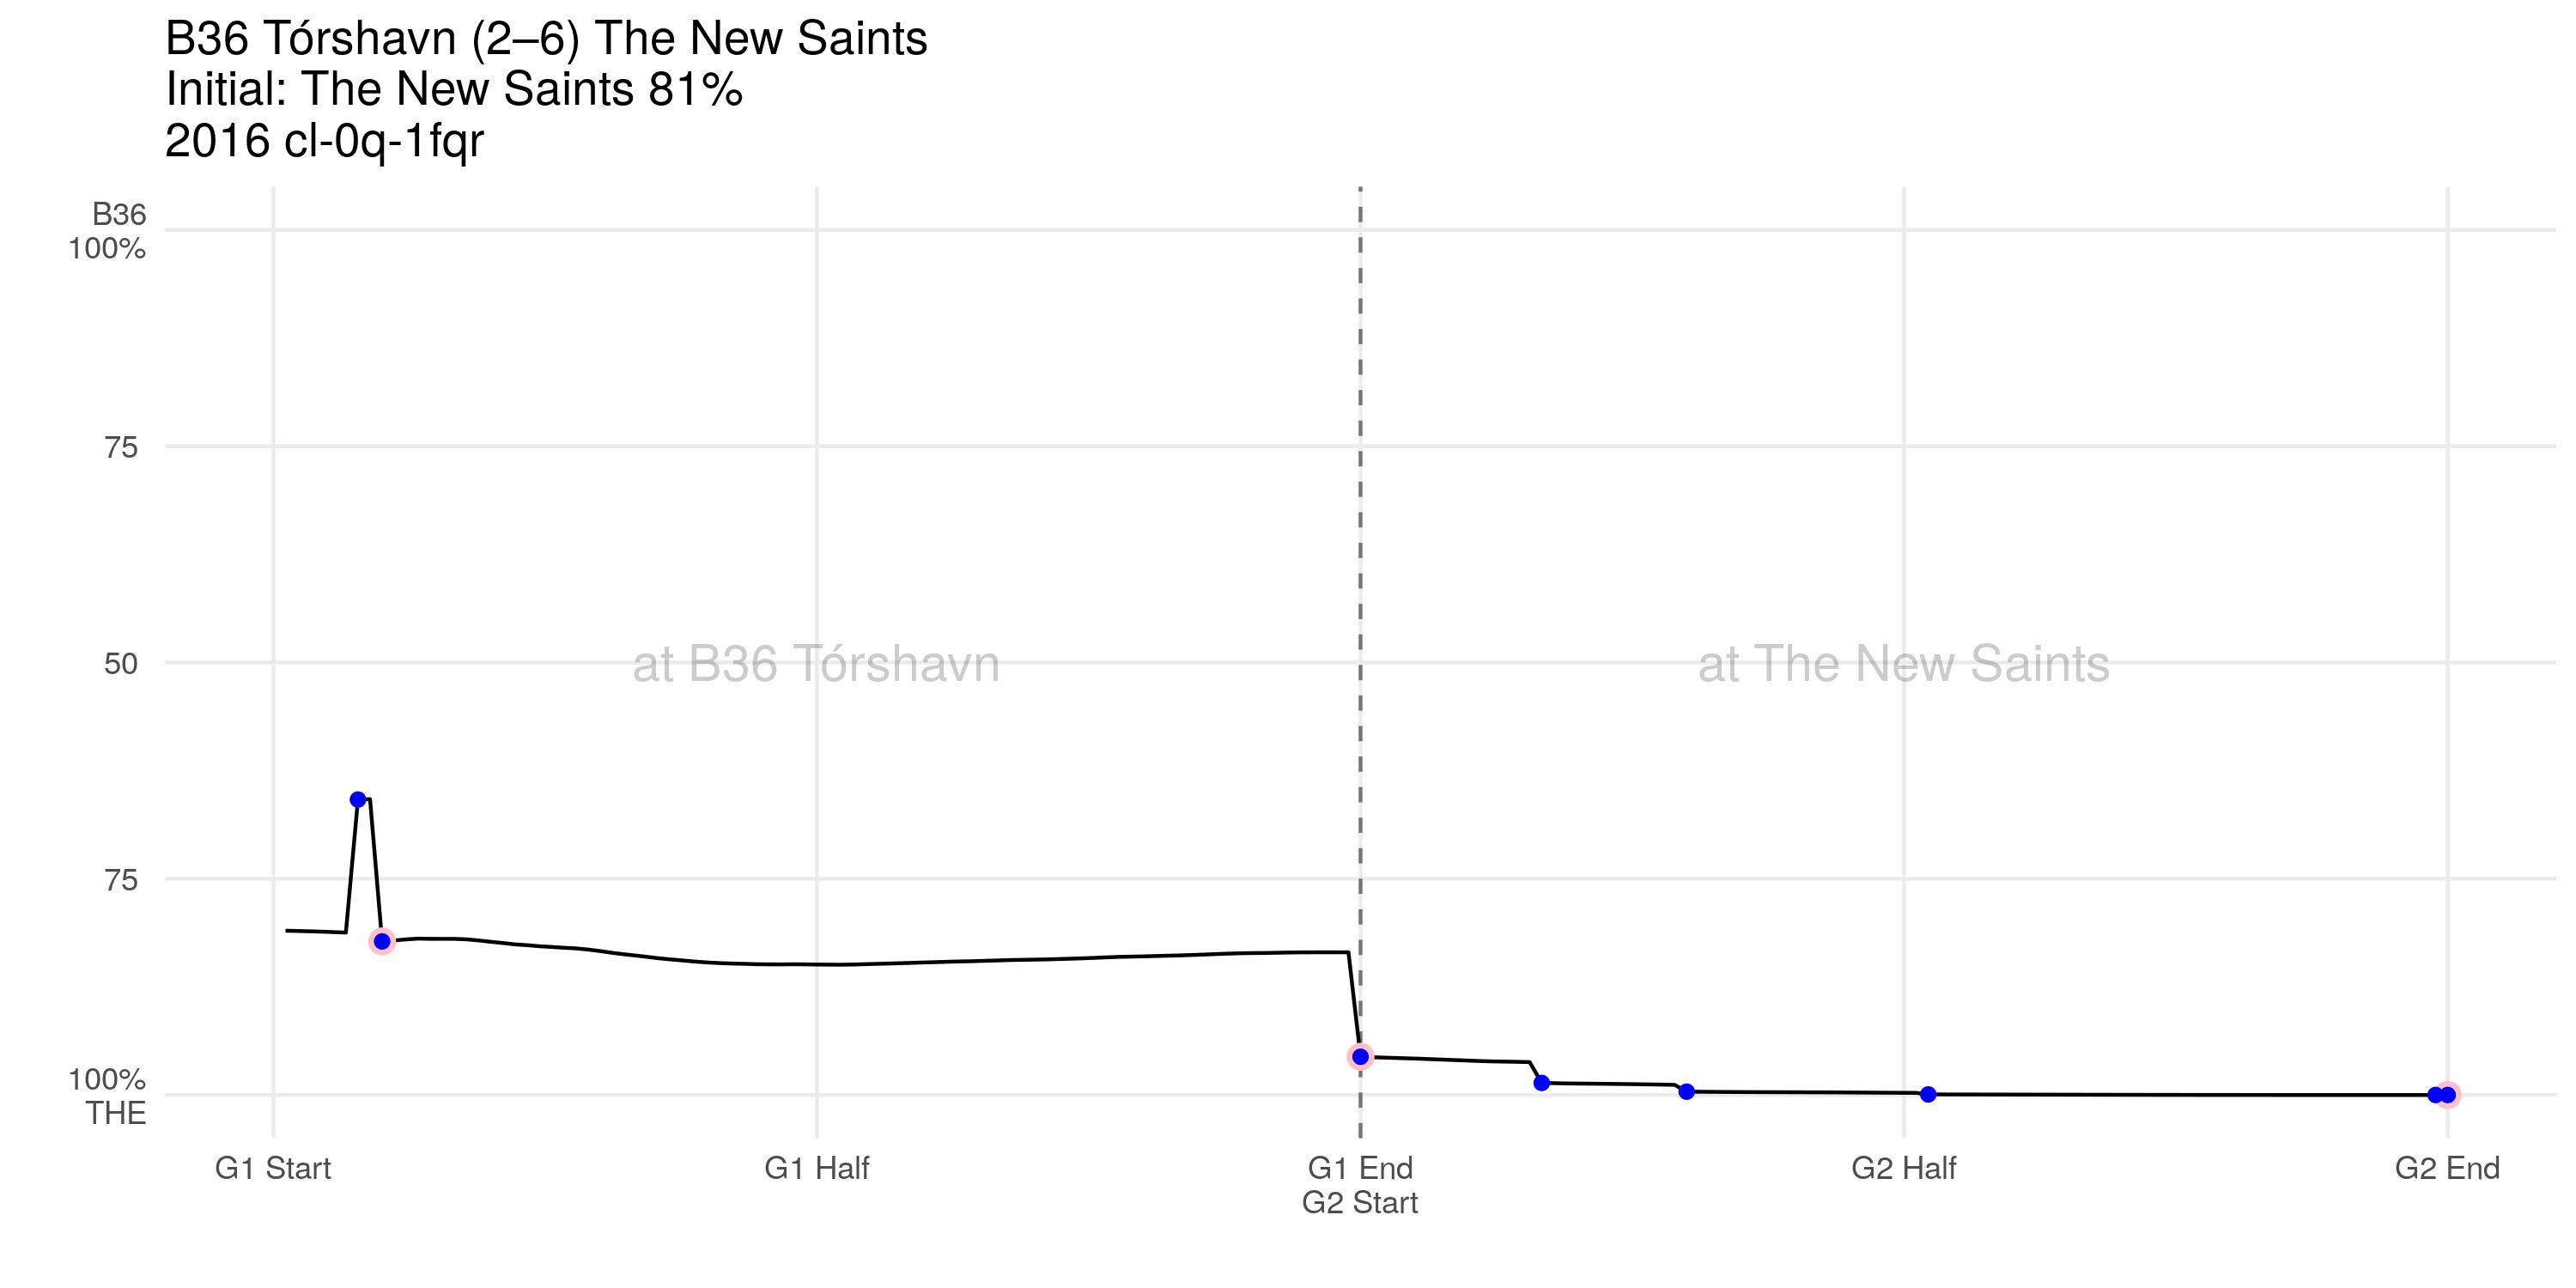 B36 Tórshavn (2–6) The New Saints
Initial: The New Saints 81%
2016 cl-0q-1fqr
B36
100%
75
50
75
100%
THE
at B36 Tórshavn
at The New Saints
G1 Start
G1 Half
G1 End
G2 Start
G2 Half
G2 End